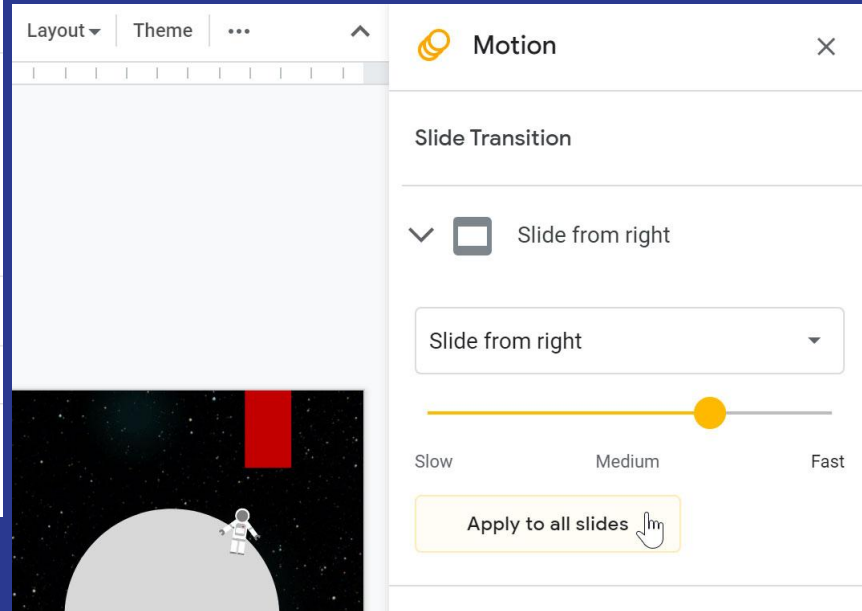 Layout Theme
Motion
Slide Transition
Slide from right
Slide from right
Slow Medium Fast
Apply to all slides